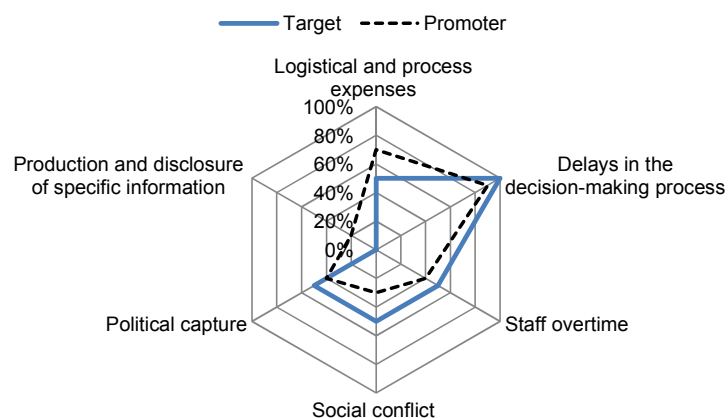 Target Promoter
Logistical and process
expenses
100%
80%
60%
40%
20%
0%
Production and disclosure
of specific information
Delays in the
decision-making process
Political capture
Staff overtime
Social conflict